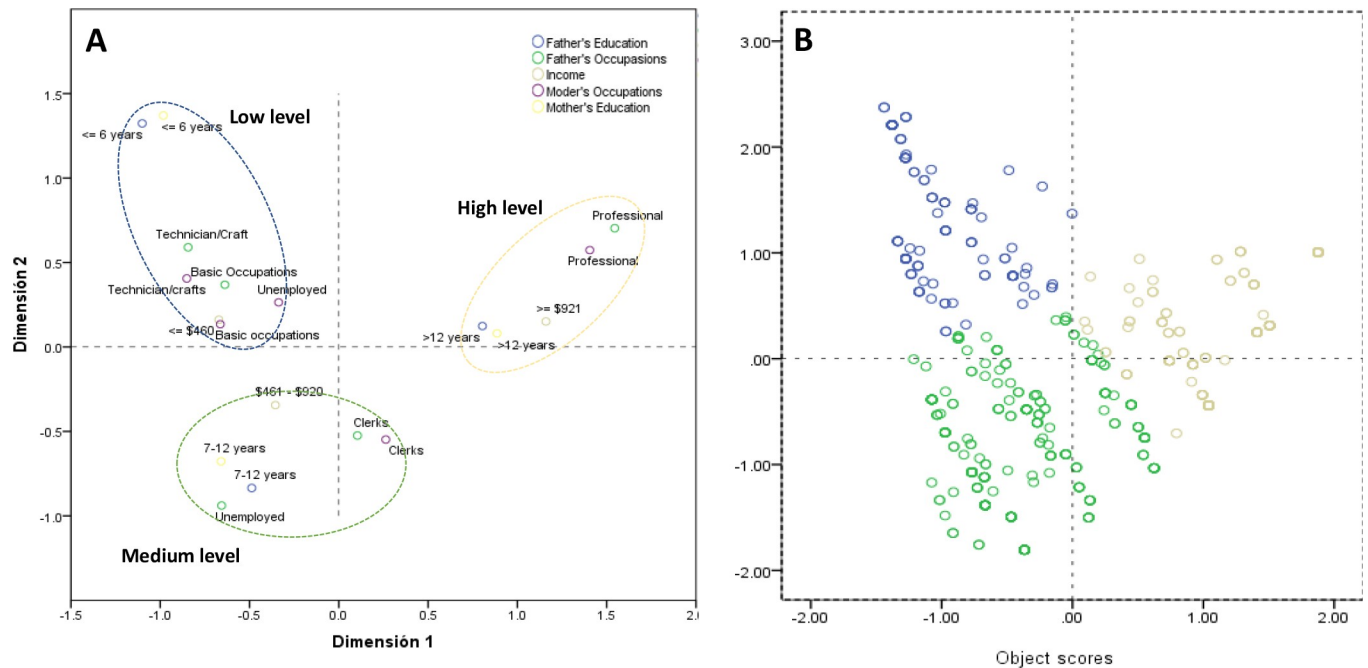 A
Father's Education
Father's Occupasions
Income
Moder's Occupations
Mother's Education
1.5
1.0
0.5
0.0
-0.5
-1.0
Dimensión 2
Low level
<= 6 years
<= 6 years
Technician/Craft
Basic Occupations
Technician/crafts
Unemployed
<= $460
Basic occupations
High level
Professional
Professional
>= $921
>12 years
>12 years
$461 - $920
Clerks
Clerks
7-12 years
7-12 years
Unemployed
Medium level
-1.5
-1.0
-0.5
0.0
0.5
1.0
1.5
2.0
Dimensión 1
B
3.00
2.00
1.00
.00
-1.00
-2.00
-2.00
-1.00
.00
1.00
2.00
Object scores